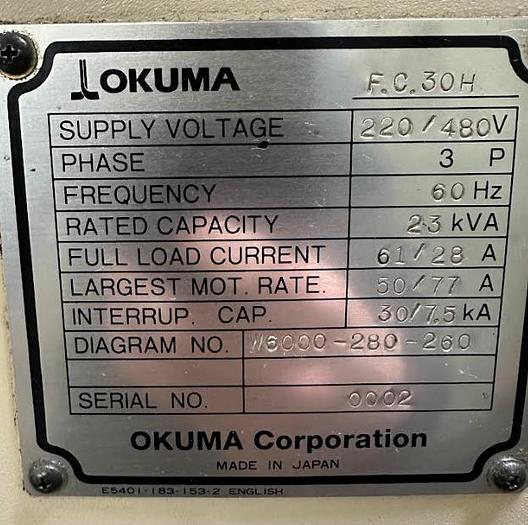 OKUMA F.C.30H
SUPPLY VOLTAGE 220/480V
PHASE 3 P
FREQUENCY 60 Hz
RATED CAPACITY 23 kVA
FULL LOAD CURRENT 61/28 A
LARGEST MOT. RATE. 50/77 A
INTERRUP. CAP. 30/7.5 kA
DIAGRAM NO. W6000-280-260
SERIAL NO. 0002
OKUMA Corporation
MADE IN JAPAN
E5401-183-153-2 ENGLISH